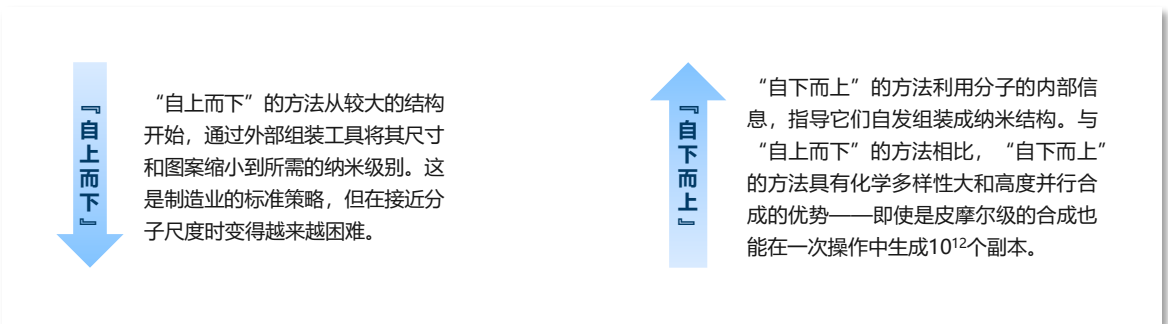 『自上而下』
“自上而下”的方法从较大的结构
开始，通过外部组装工具将其尺寸
和图案缩小到所需的纳米级别。这
是制造业的标准策略，但在接近分
子尺度时变得越来越困难。
『自下而上』
“自下而上”的方法利用分子的内部信
息，指导它们自发组装成纳米结构。与
“自上而下”的方法相比，“自下而上”
的方法具有化学多样性大和高度并行合
成的优势——即使是皮摩尔级的合成也
能在一次操作中生成10¹²个副本。